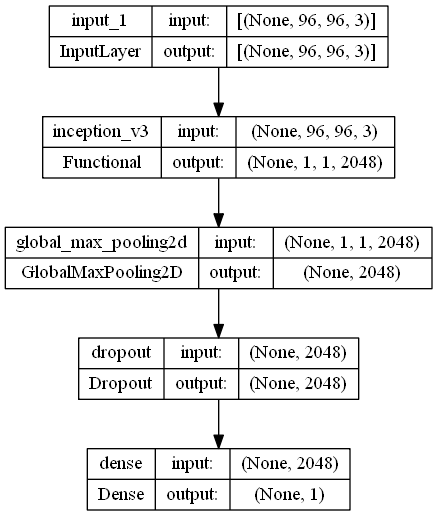 input_1 input: [(None, 96, 96, 3)]
InputLayer output: [(None, 96, 96, 3)]
inception_v3 input: (None, 96, 96, 3)
Functional output: (None, 1, 1, 2048)
global_max_pooling2d input: (None, 1, 1, 2048)
GlobalMaxPooling2D output: (None, 2048)
dropout input: (None, 2048)
Dropout output: (None, 2048)
dense input: (None, 2048)
Dense output: (None, 1)